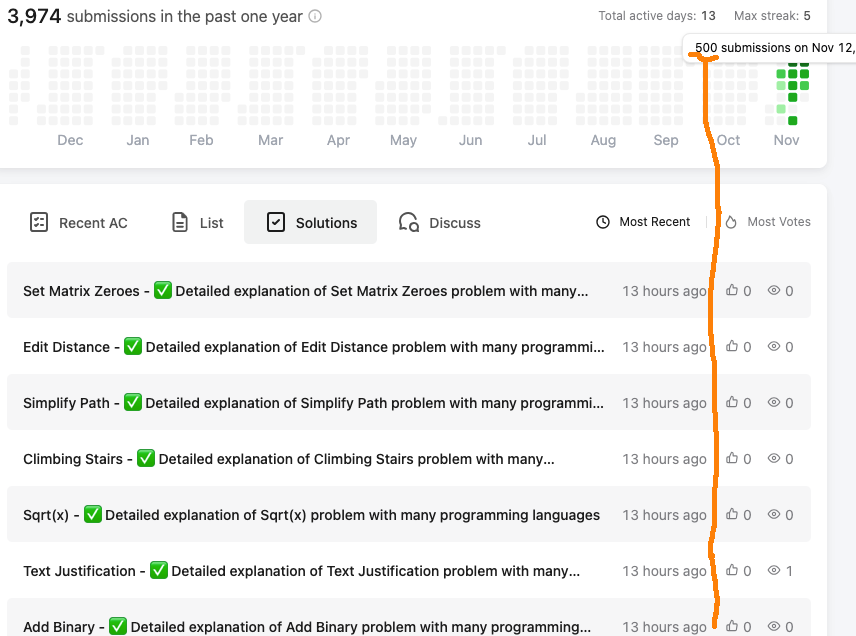 3,974 submissions in the past one year
Total active days: 13 Max streak: 5
500 submissions on Nov 12,
Dec Jan Feb Mar Apr May Jun Jul Aug Sep Oct Nov
Recent AC List Solutions Discuss Most Recent Most Votes
Set Matrix Zeroes - ✅ Detailed explanation of Set Matrix Zeroes problem with many... 13 hours ago 0 0
Edit Distance - ✅ Detailed explanation of Edit Distance problem with many programmi... 13 hours ago 0 0
Simplify Path - ✅ Detailed explanation of Simplify Path problem with many programmi... 13 hours ago 0 0
Climbing Stairs - ✅ Detailed explanation of Climbing Stairs problem with many... 13 hours ago 0 0
Sqrt(x) - ✅ Detailed explanation of Sqrt(x) problem with many programming languages 13 hours ago 0 0
Text Justification - ✅ Detailed explanation of Text Justification problem with many... 13 hours ago 0 1
Add Binary - ✅ Detailed explanation of Add Binary problem with many programming... 13 hours ago 0 0